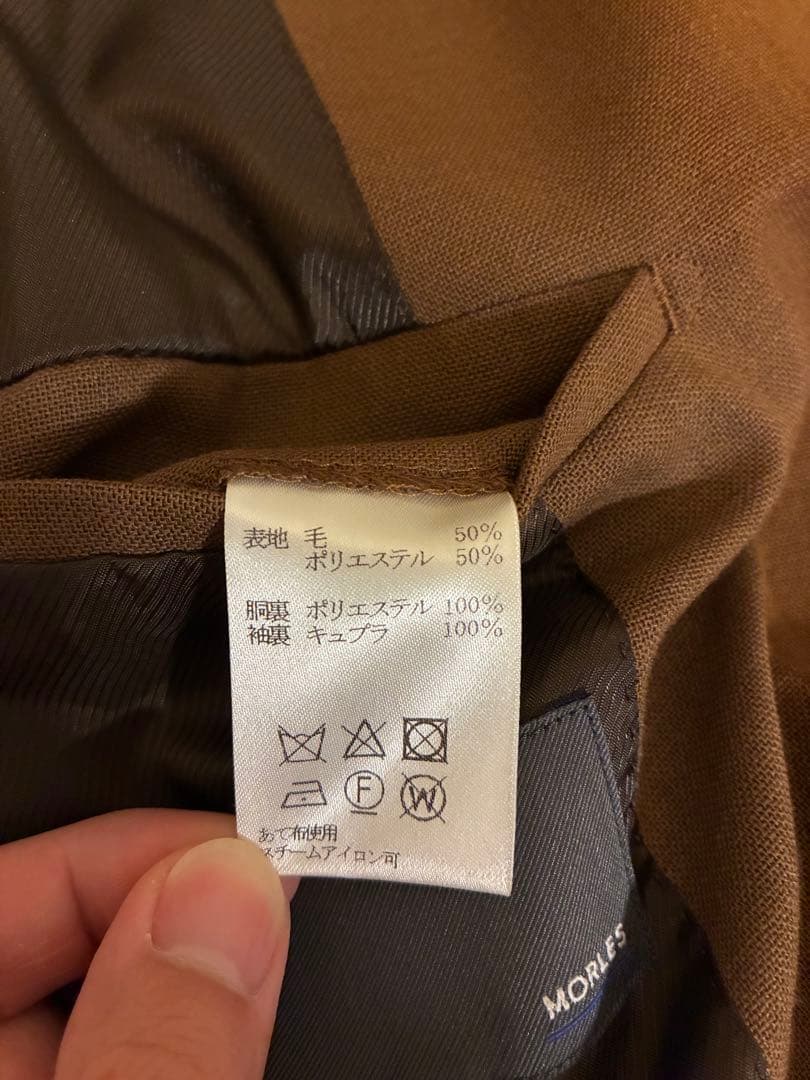 表地 毛 50%
ポリエステル 50%
胴裏 ポリエステル 100%
袖裏 キュプラ 100%
F
W
あて布使用
スチームアイロン可
MORLES